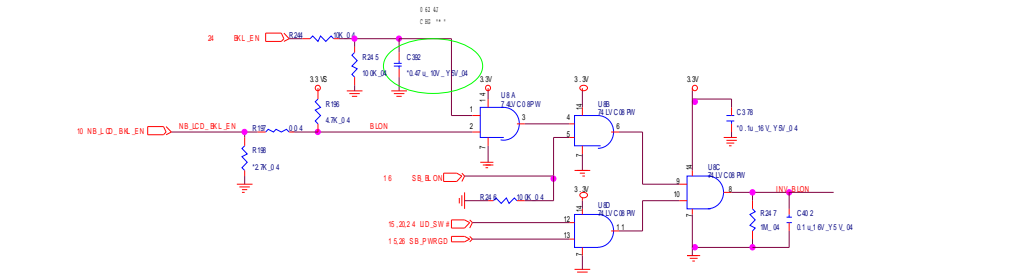 24 BKL_EN
R244
10K_04
R245
100K_04
C392
*0.47u_10V_Y5V_04
3.3VS
R196
4.7K_04
10 NB_LCD_BKL_EN
NB_LCD_BKL_EN
R197
0_04
BLON
R198
*2.7K_04
3.3V
U8A
74LVC08PW
14
1
2
3
7
3.3V
U8B
74LVC08PW
14
4
5
6
7
16 SB_BLON
R246
100K_04
3.3V
U8D
74LVC08PW
14
15,20,24 LID_SW#
12
15,26 SB_PWRGD
13
11
7
3.3V
C378
*0.1u_16V_Y5V_04
14
U8C
74LVC08PW
9
10
8
7
INV_BLON
R247
1M_04
C402
0.1u_16V_Y5V_04